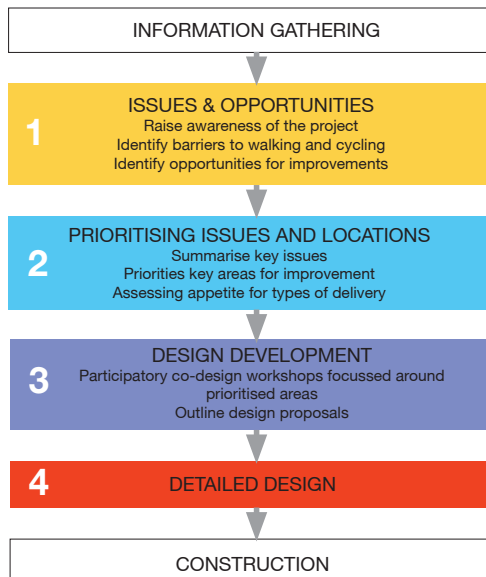 INFORMATION GATHERING
1
ISSUES & OPPORTUNITIES
Raise awareness of the project
Identify barriers to walking and cycling
Identify opportunities for improvements
2
PRIORITISING ISSUES AND LOCATIONS
Summarise key issues
Priorities key areas for improvement
Assessing appetite for types of delivery
3
DESIGN DEVELOPMENT
Participatory co-design workshops focussed around
prioritised areas
Outline design proposals
4
DETAILED DESIGN
CONSTRUCTION